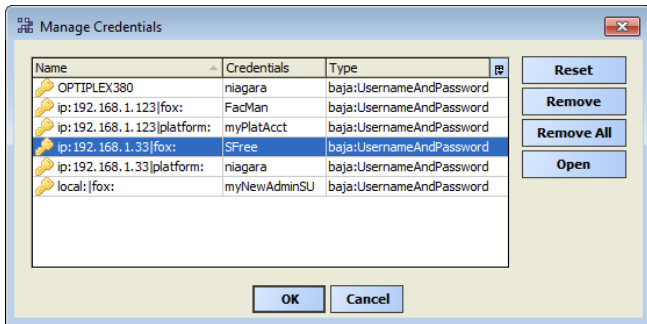 Manage Credentials
Name Credentials Type
OPTIPLEX380 niagara baja:UsernameAndPassword
ip:192.168.1.123|fox: FacMan baja:UsernameAndPassword
ip:192.168.1.123|platform: myPlatAcct baja:UsernameAndPassword
ip:192.168.1.33|fox: SFree baja:UsernameAndPassword
ip:192.168.1.33|platform: niagara baja:UsernameAndPassword
local:|fox: myNewAdminSU baja:UsernameAndPassword
Reset
Remove
Remove All
Open
OK Cancel